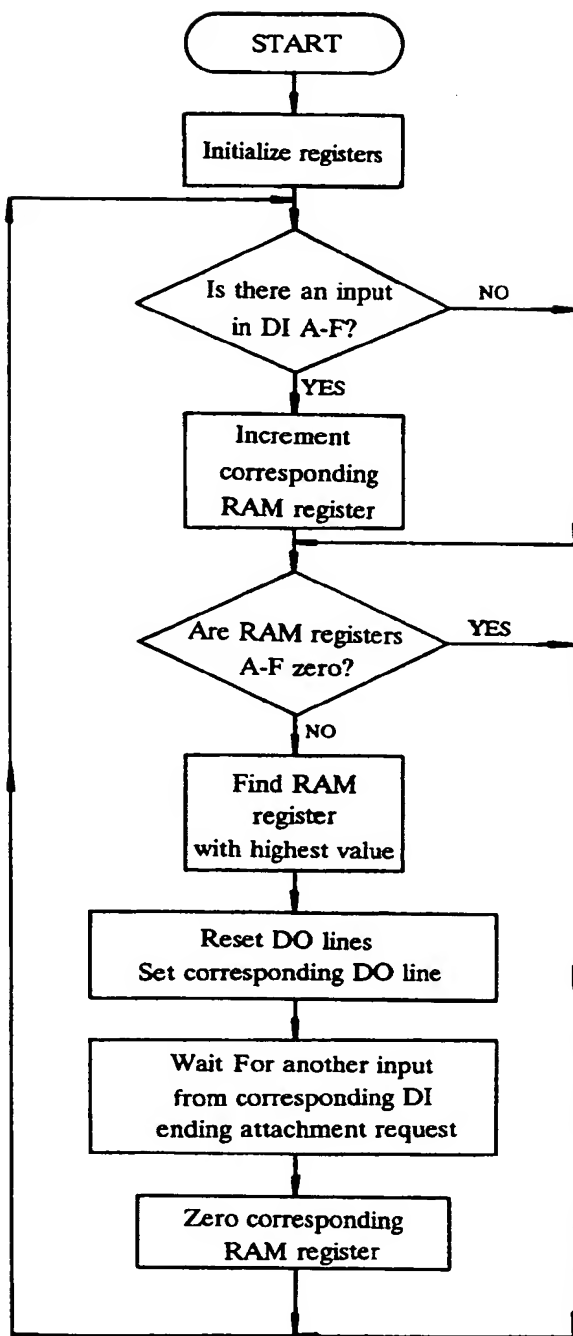 START
Initialize registers
Is there an input
in DI A-F?
NO
YES
Increment
corresponding
RAM register
Are RAM registers
A-F zero?
YES
NO
Find RAM
register
with highest value
Reset DO lines
Set corresponding DO line
Wait For another input
from corresponding DI
ending attachment request
Zero corresponding
RAM register